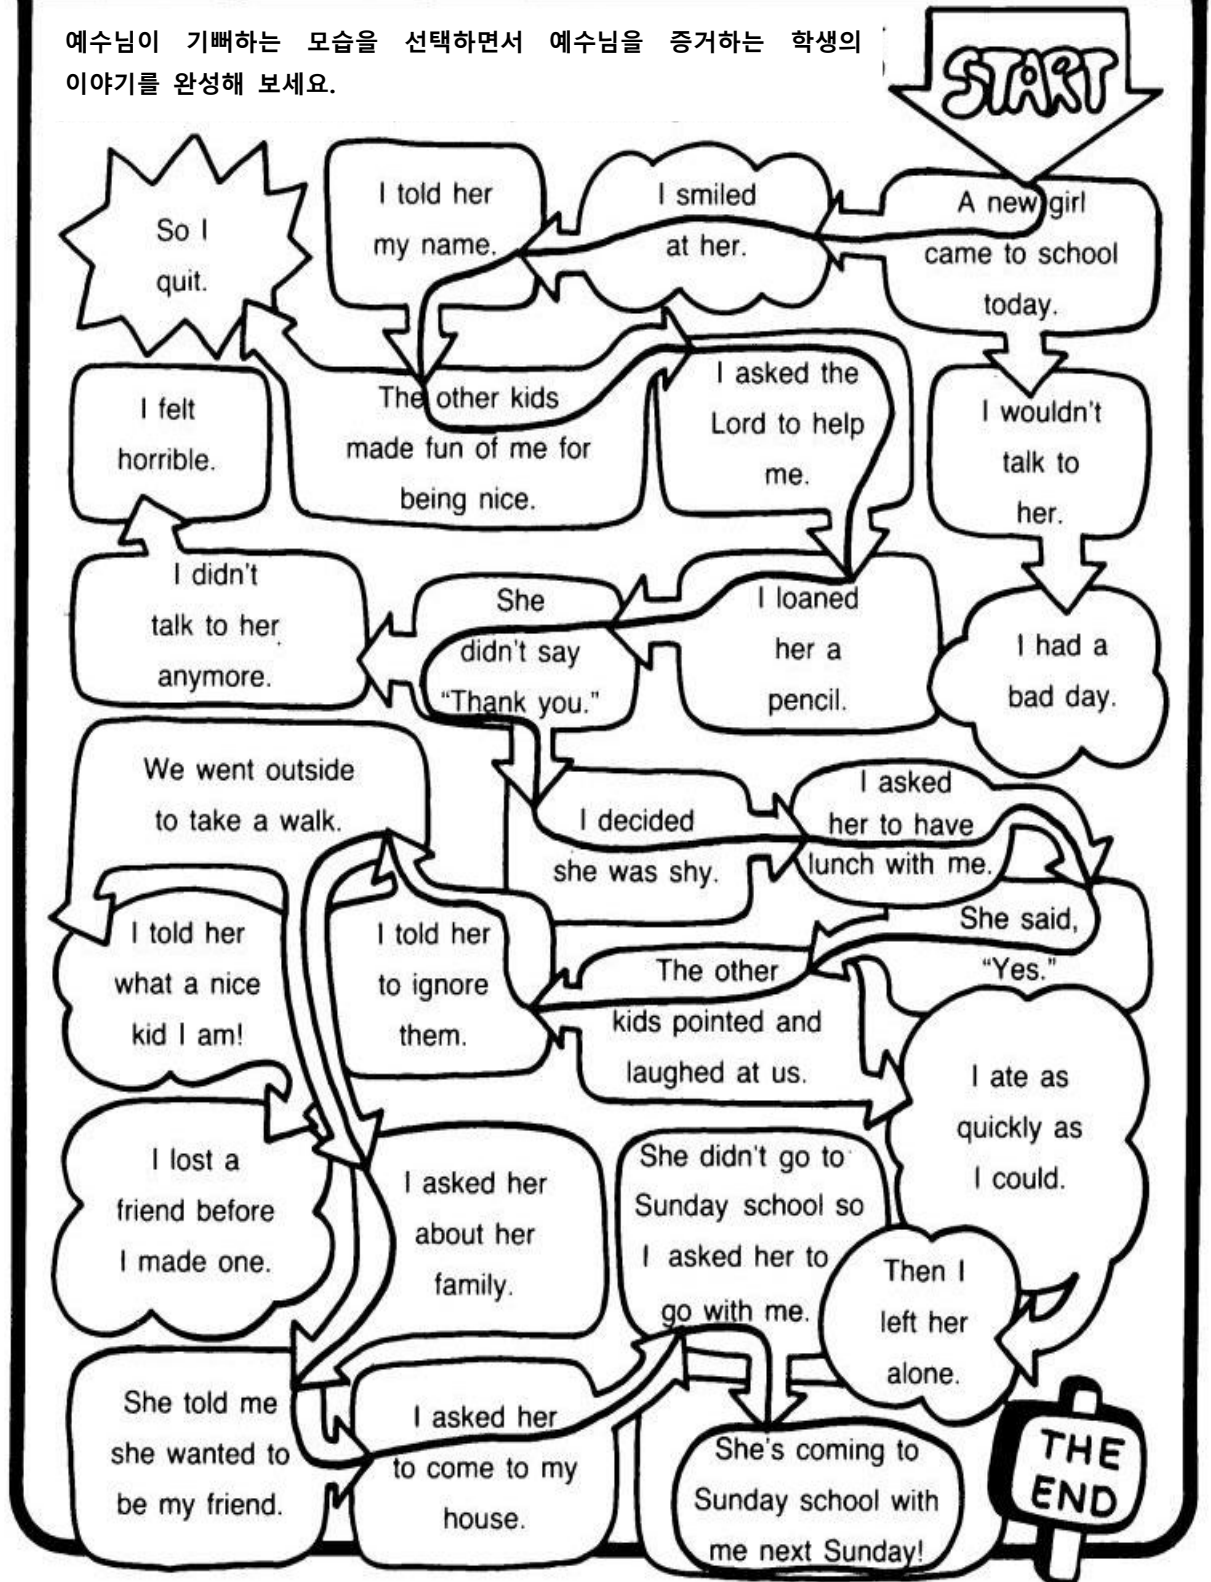 예수님이 기뻐하는 모습을 선택하면서 예수님을 증거하는 학생의
이야기를 완성해 보세요.
START
A new girl
came to school
today.
I smiled
at her.
I told her
my name.
So I
quit.
The other kids
made fun of me for
being nice.
I felt
horrible.
I asked the
Lord to help
me.
I wouldn't
talk to
her.
I had a
bad day.
I loaned
her a
pencil.
She
didn't say
"Thank you."
I didn't
talk to her
anymore.
I decided
she was shy.
I asked
her to have
lunch with me.
She said,
"Yes."
The other
kids pointed and
laughed at us.
I told her
to ignore
them.
We went outside
to take a walk.
I told her
what a nice
kid I am!
I lost a
friend before
I made one.
I asked her
about her
family.
I ate as
quickly as
I could.
Then I
left her
alone.
She told me
she wanted to
be my friend.
I asked her
to come to my
house.
She didn't go to
Sunday school so
I asked her to
go with me.
She's coming to
Sunday school with
me next Sunday!
THE
END